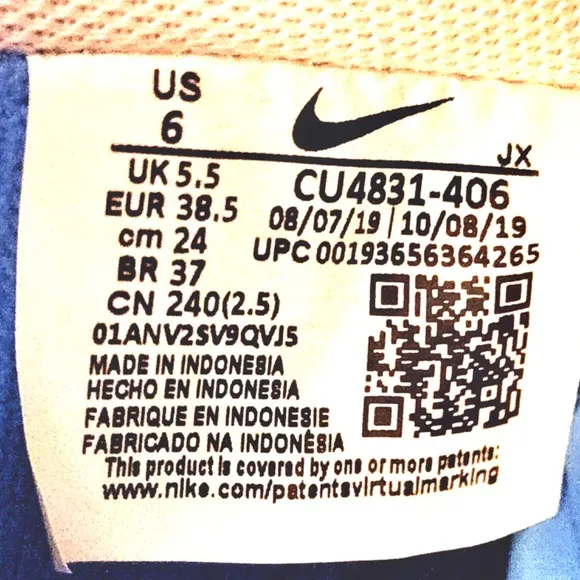 US
6
JX
UK 5.5
EUR 38.5
cm 24
BR 37
CN 240(2.5)
01ANV2SV9QVJ5
CU4831-406
08/07/19 | 10/08/19
UPC 00193656364265
MADE IN INDONESIA
HECHO EN INDONESIA
FABRIQUE EN INDONESIE
FABRICADO NA INDONÉSIA
This product is covered by one or more patents:
www.nike.com/patentsvirtualmarking